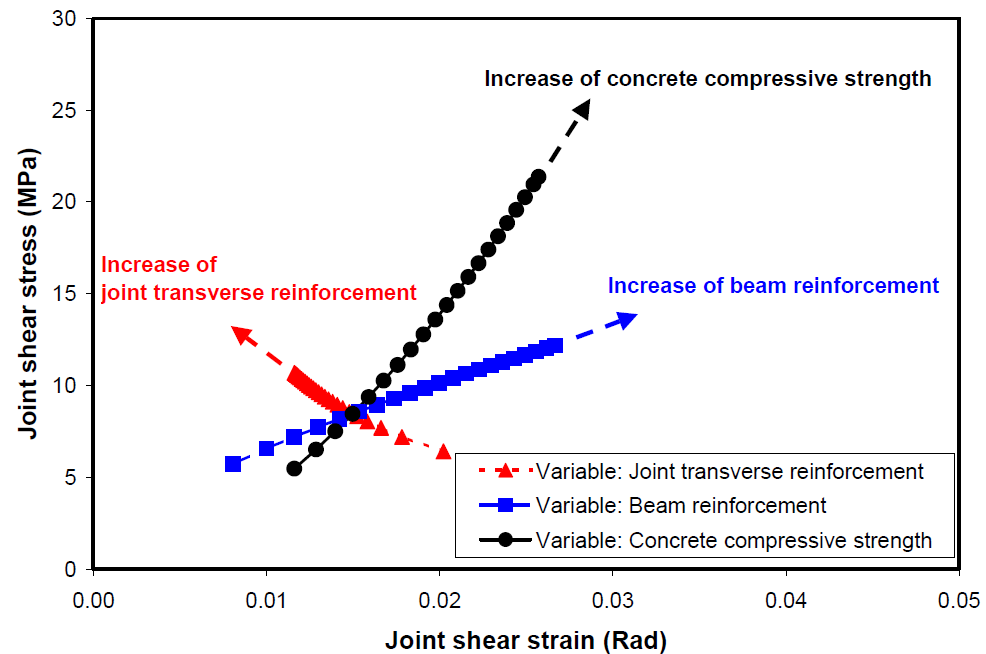 30
Increase of concrete compressive strength
25
20
Increase of
joint transverse reinforcement
Increase of beam reinforcement
15
10
5
0
Joint shear stress (MPa)
Variable: Joint transverse reinforcement
Variable: Beam reinforcement
Variable: Concrete compressive strength
0.00 0.01 0.02 0.03 0.04 0.05
Joint shear strain (Rad)